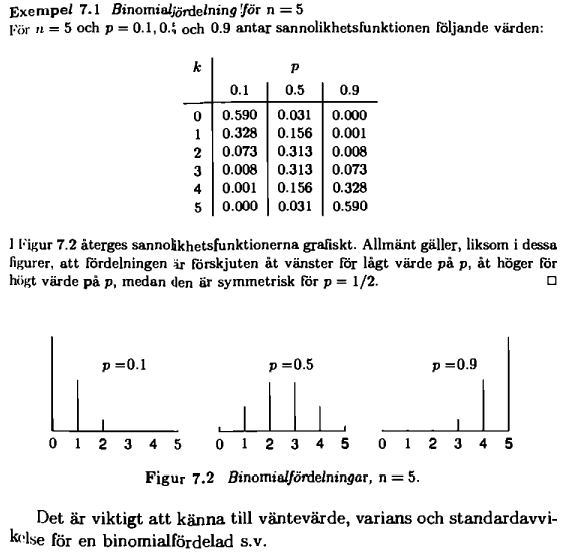 Exempel 7.1 Binomialfördelning för n = 5
För n = 5 och p = 0.1, 0.5 och 0.9 antar sannolikhetsfunktionen följande värden:
k p
0.1 0.5 0.9
0 0.590 0.031 0.000
1 0.328 0.156 0.001
2 0.073 0.313 0.008
3 0.008 0.313 0.073
4 0.001 0.156 0.328
5 0.000 0.031 0.590
I Figur 7.2 återges sannolikhetsfunktionerna grafiskt. Allmänt gäller, liksom i dessa
figurer, att fördelningen är förskjuten åt vänster för lågt värde på p, åt höger för
högt värde på p, medan den är symmetrisk för p = 1/2. □
p = 0.1 p = 0.5 p = 0.9
0 1 2 3 4 5 0 1 2 3 4 5 0 1 2 3 4 5
Figur 7.2 Binomialfördelningar, n = 5.
Det är viktigt att känna till väntevärde, varians och standardavvi-
kelse för en binomialfördelad s.v.